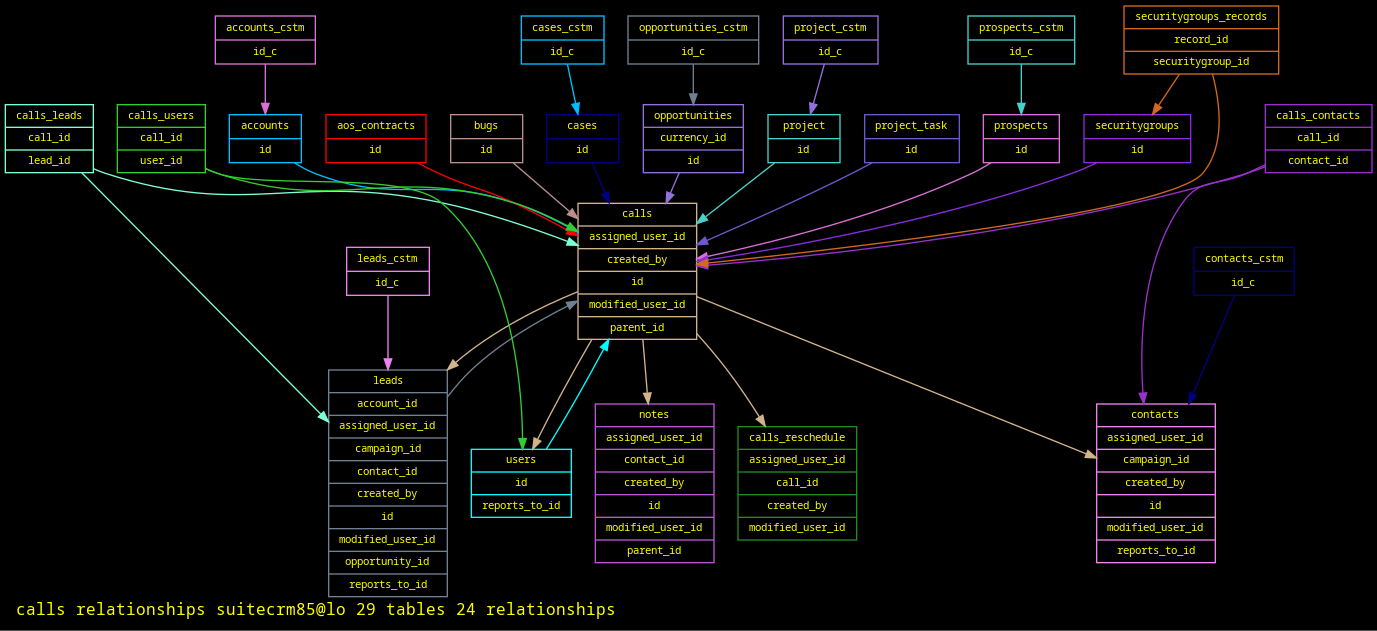 accounts_cstm
id_c
cases_cstm
id_c
opportunities_cstm
id_c
project_cstm
id_c
prospects_cstm
id_c
securitygroups_records
record_id
securitygroup_id
calls_leads
call_id
lead_id
calls_users
call_id
user_id
accounts
id
aos_contracts
id
bugs
id
cases
id
opportunities
currency_id
id
project
id
project_task
id
prospects
id
securitygroups
id
calls_contacts
call_id
contact_id
calls
assigned_user_id
created_by
id
modified_user_id
parent_id
leads_cstm
id_c
contacts_cstm
id_c
leads
account_id
assigned_user_id
campaign_id
contact_id
created_by
id
modified_user_id
opportunity_id
reports_to_id
users
id
reports_to_id
notes
assigned_user_id
contact_id
created_by
id
modified_user_id
parent_id
calls_reschedule
assigned_user_id
call_id
created_by
modified_user_id
contacts
assigned_user_id
campaign_id
created_by
id
modified_user_id
reports_to_id
calls relationships suitecrm85@lo 29 tables 24 relationships